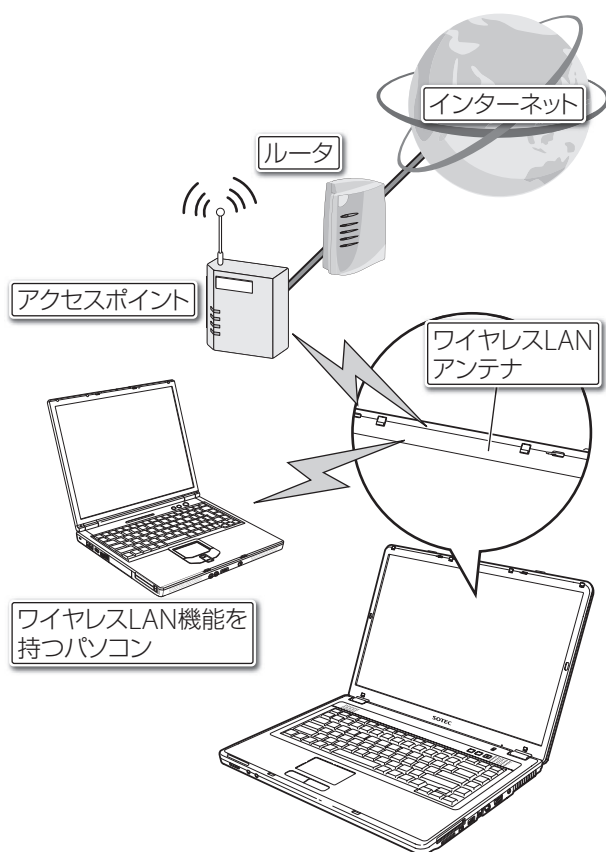 インターネット
ルータ
アクセスポイント
ワイヤレスLAN
アンテナ
ワイヤレスLAN機能を
持つパソコン
SOTEC